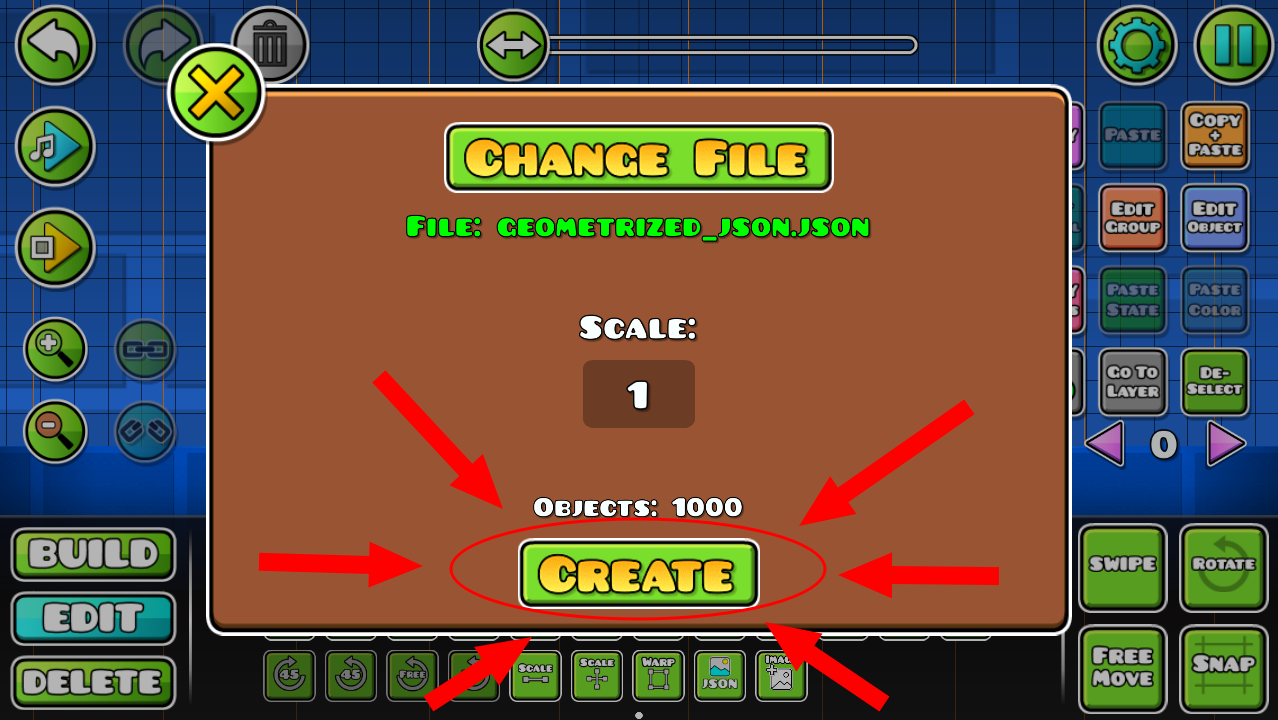 Change File
File: geometrized_json.json
Scale:
1
Objects: 1000
Create
Paste
Copy
+
Paste
Edit
Group
Edit
Object
Paste
State
Paste
Color
Go To
Layer
De-
Select
0
Build
Edit
Delete
Swipe
Rotate
Free
Move
Snap
45
45
Free
Scale
Scale
Warp
JSON